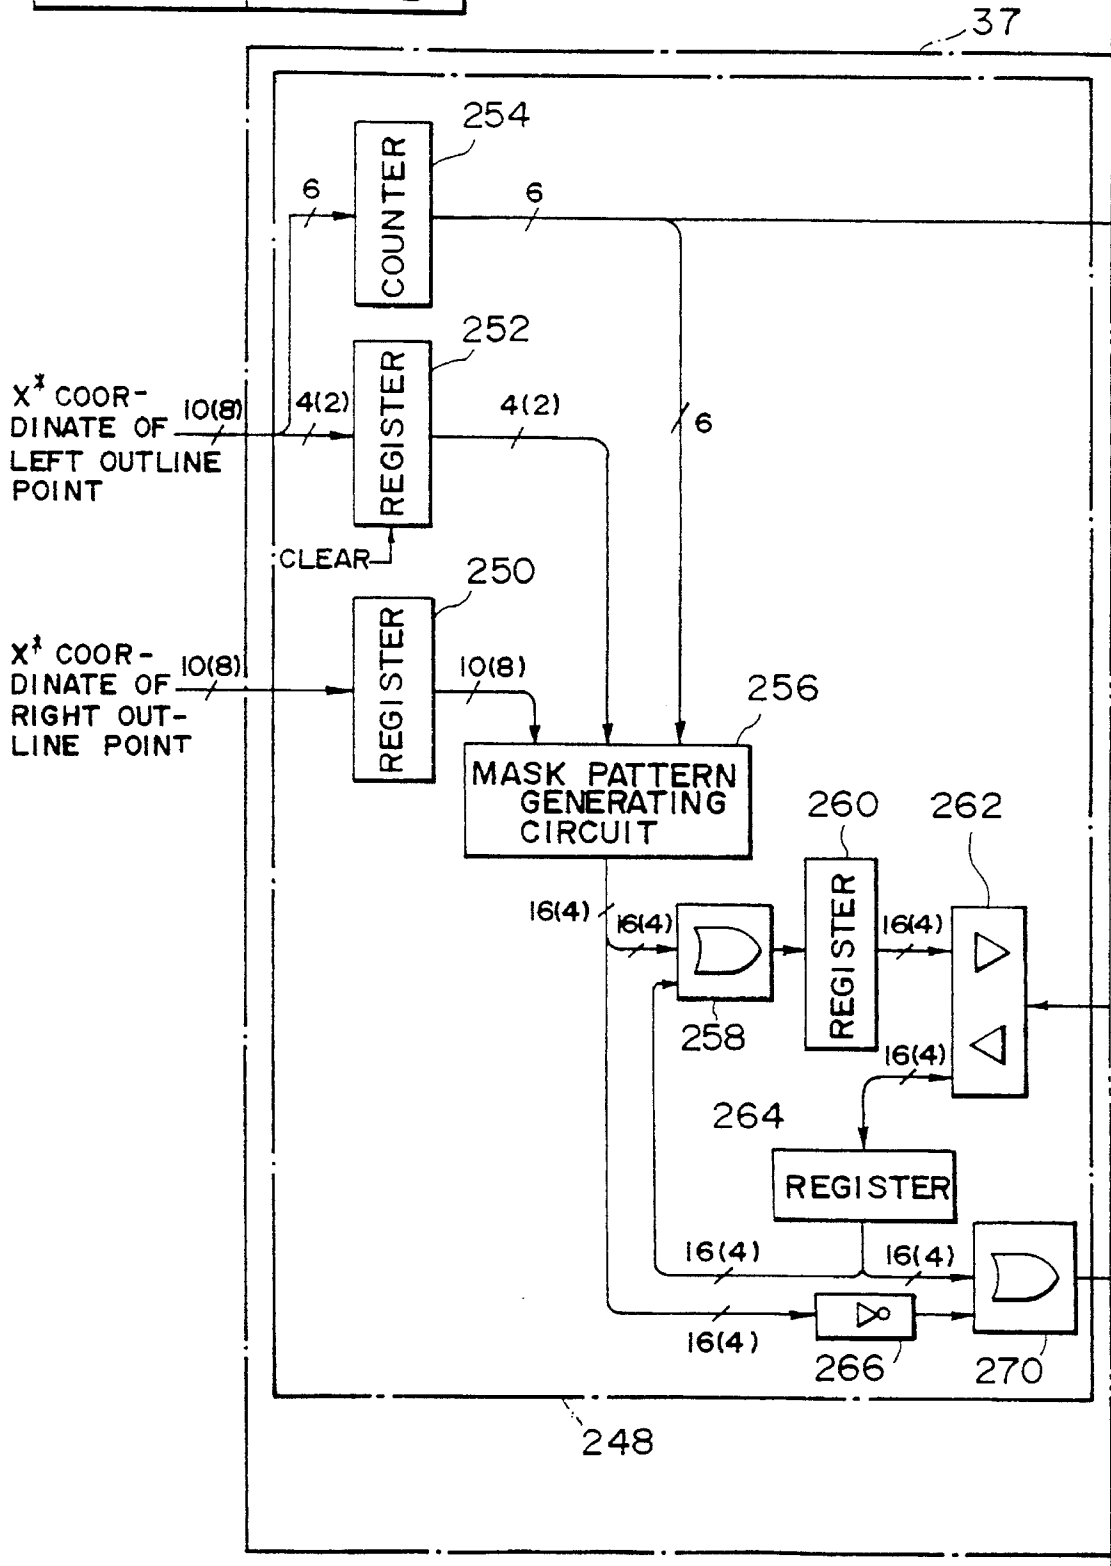 37
254
COUNTER
6
6
252
REGISTER
X* COOR-
DINATE OF
LEFT OUTLINE
POINT
10(8)
4(2)
4(2)
6
CLEAR
250
REGISTER
X* COOR-
DINATE OF
RIGHT OUT-
LINE POINT
10(8)
10(8)
256
MASK PATTERN
GENERATING
CIRCUIT
260
262
16(4)
16(4)
REGISTER
16(4)
258
16(4)
264
REGISTER
16(4)
16(4)
16(4)
266
270
248